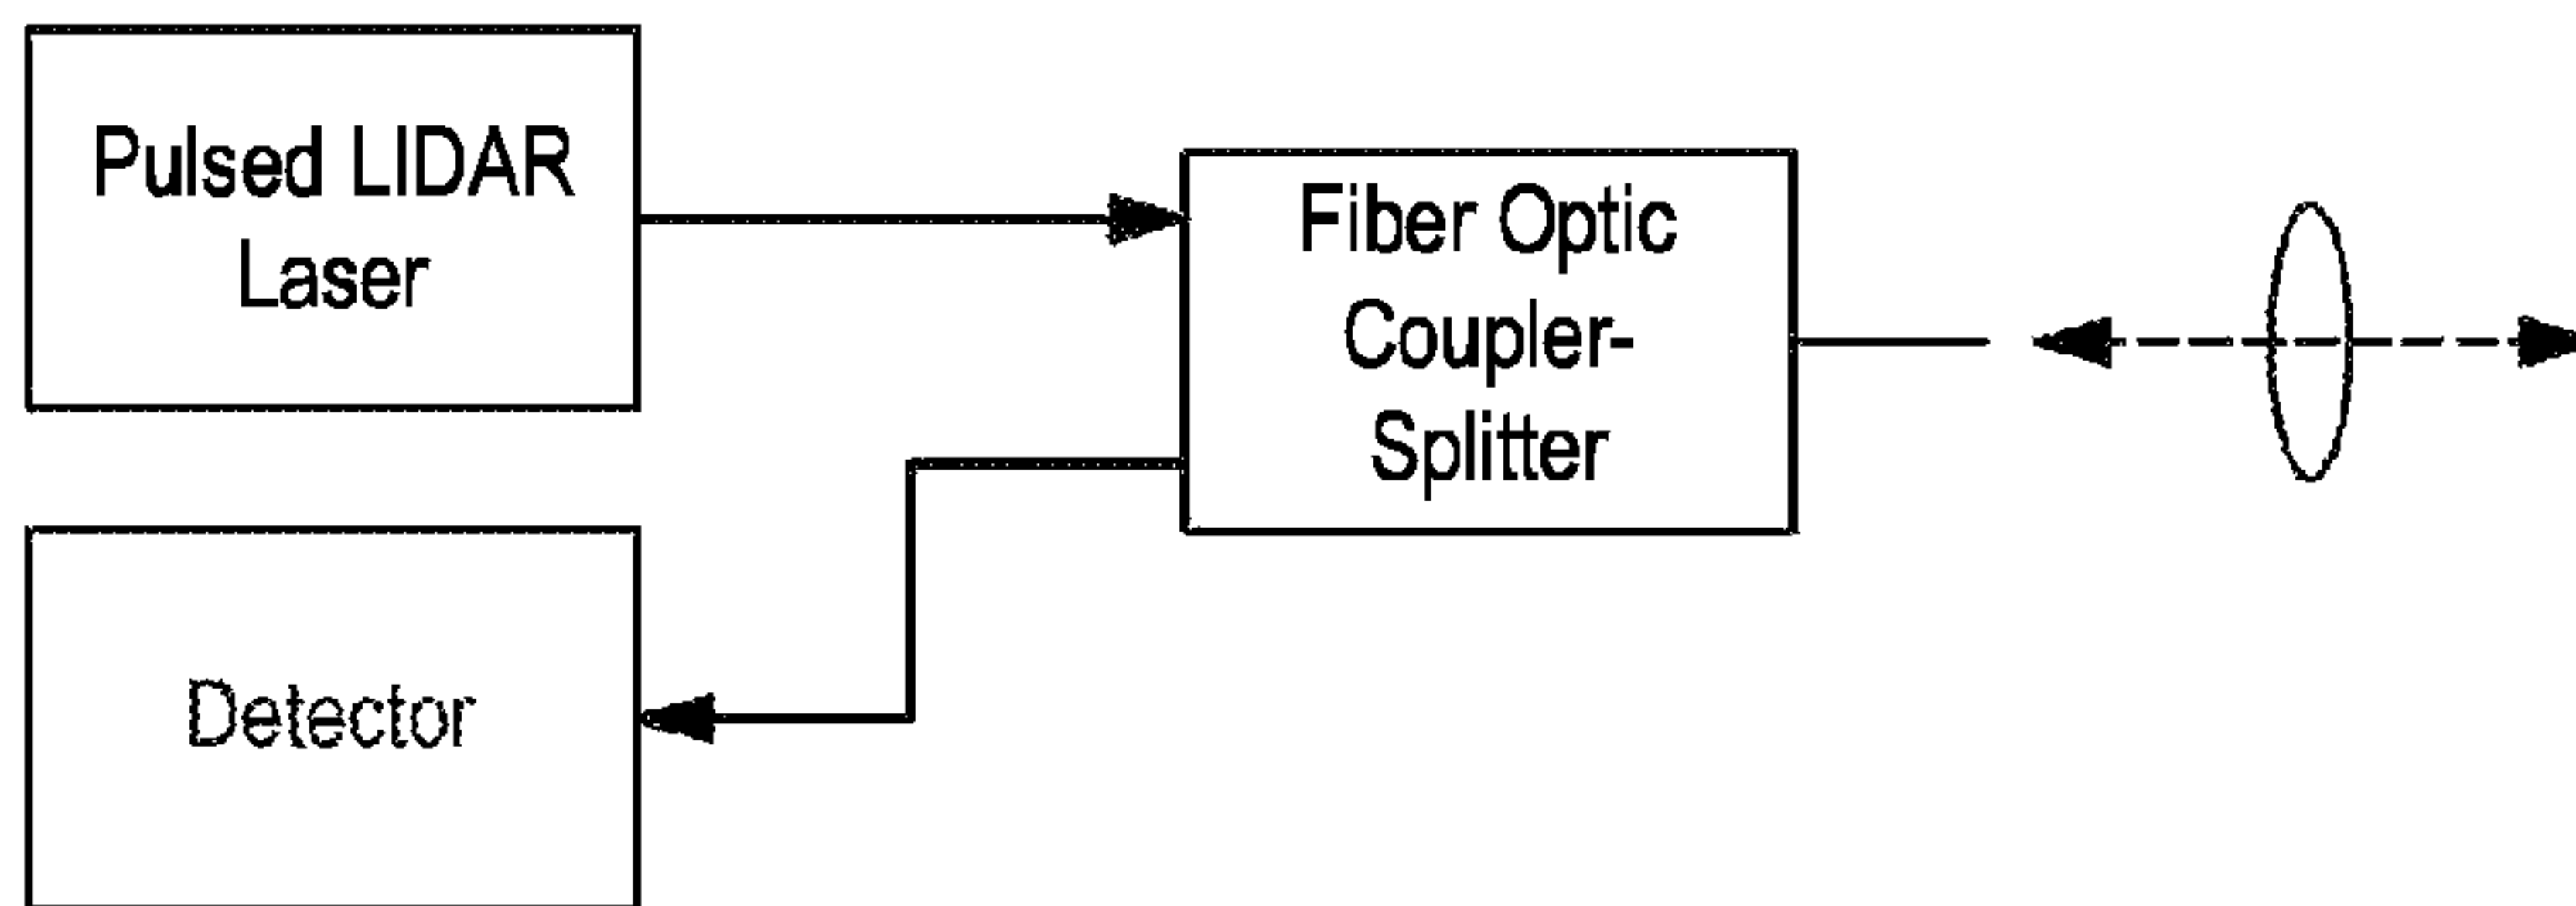 Pulsed LIDAR
Laser
Fiber Optic
Coupler-
Splitter
Detector